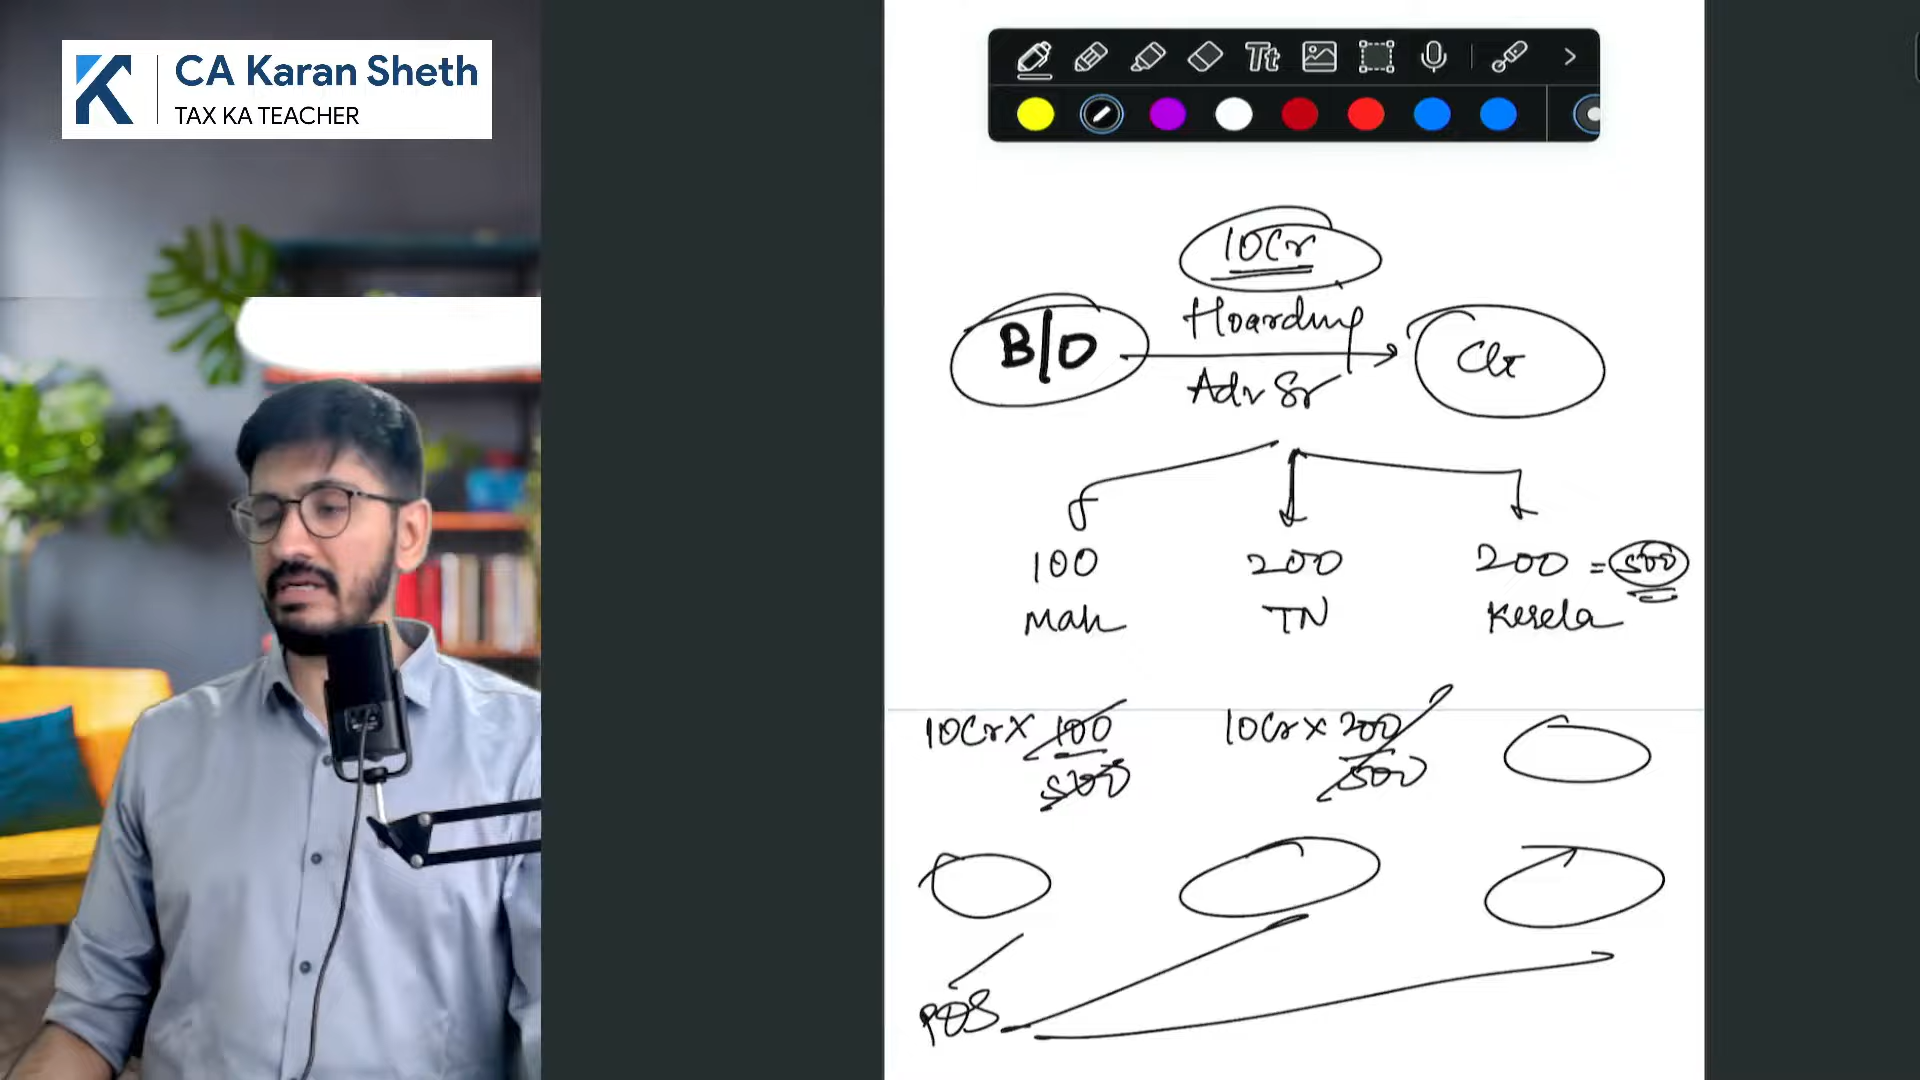 CA Karan Sheth
TAX KA TEACHER
Tt
10Cr
Hoarding
B/O
Adv Sr
100 200 200 = 500
Mah TN Kerela
10Cr x 100 10Cr x 200
500 500
POS